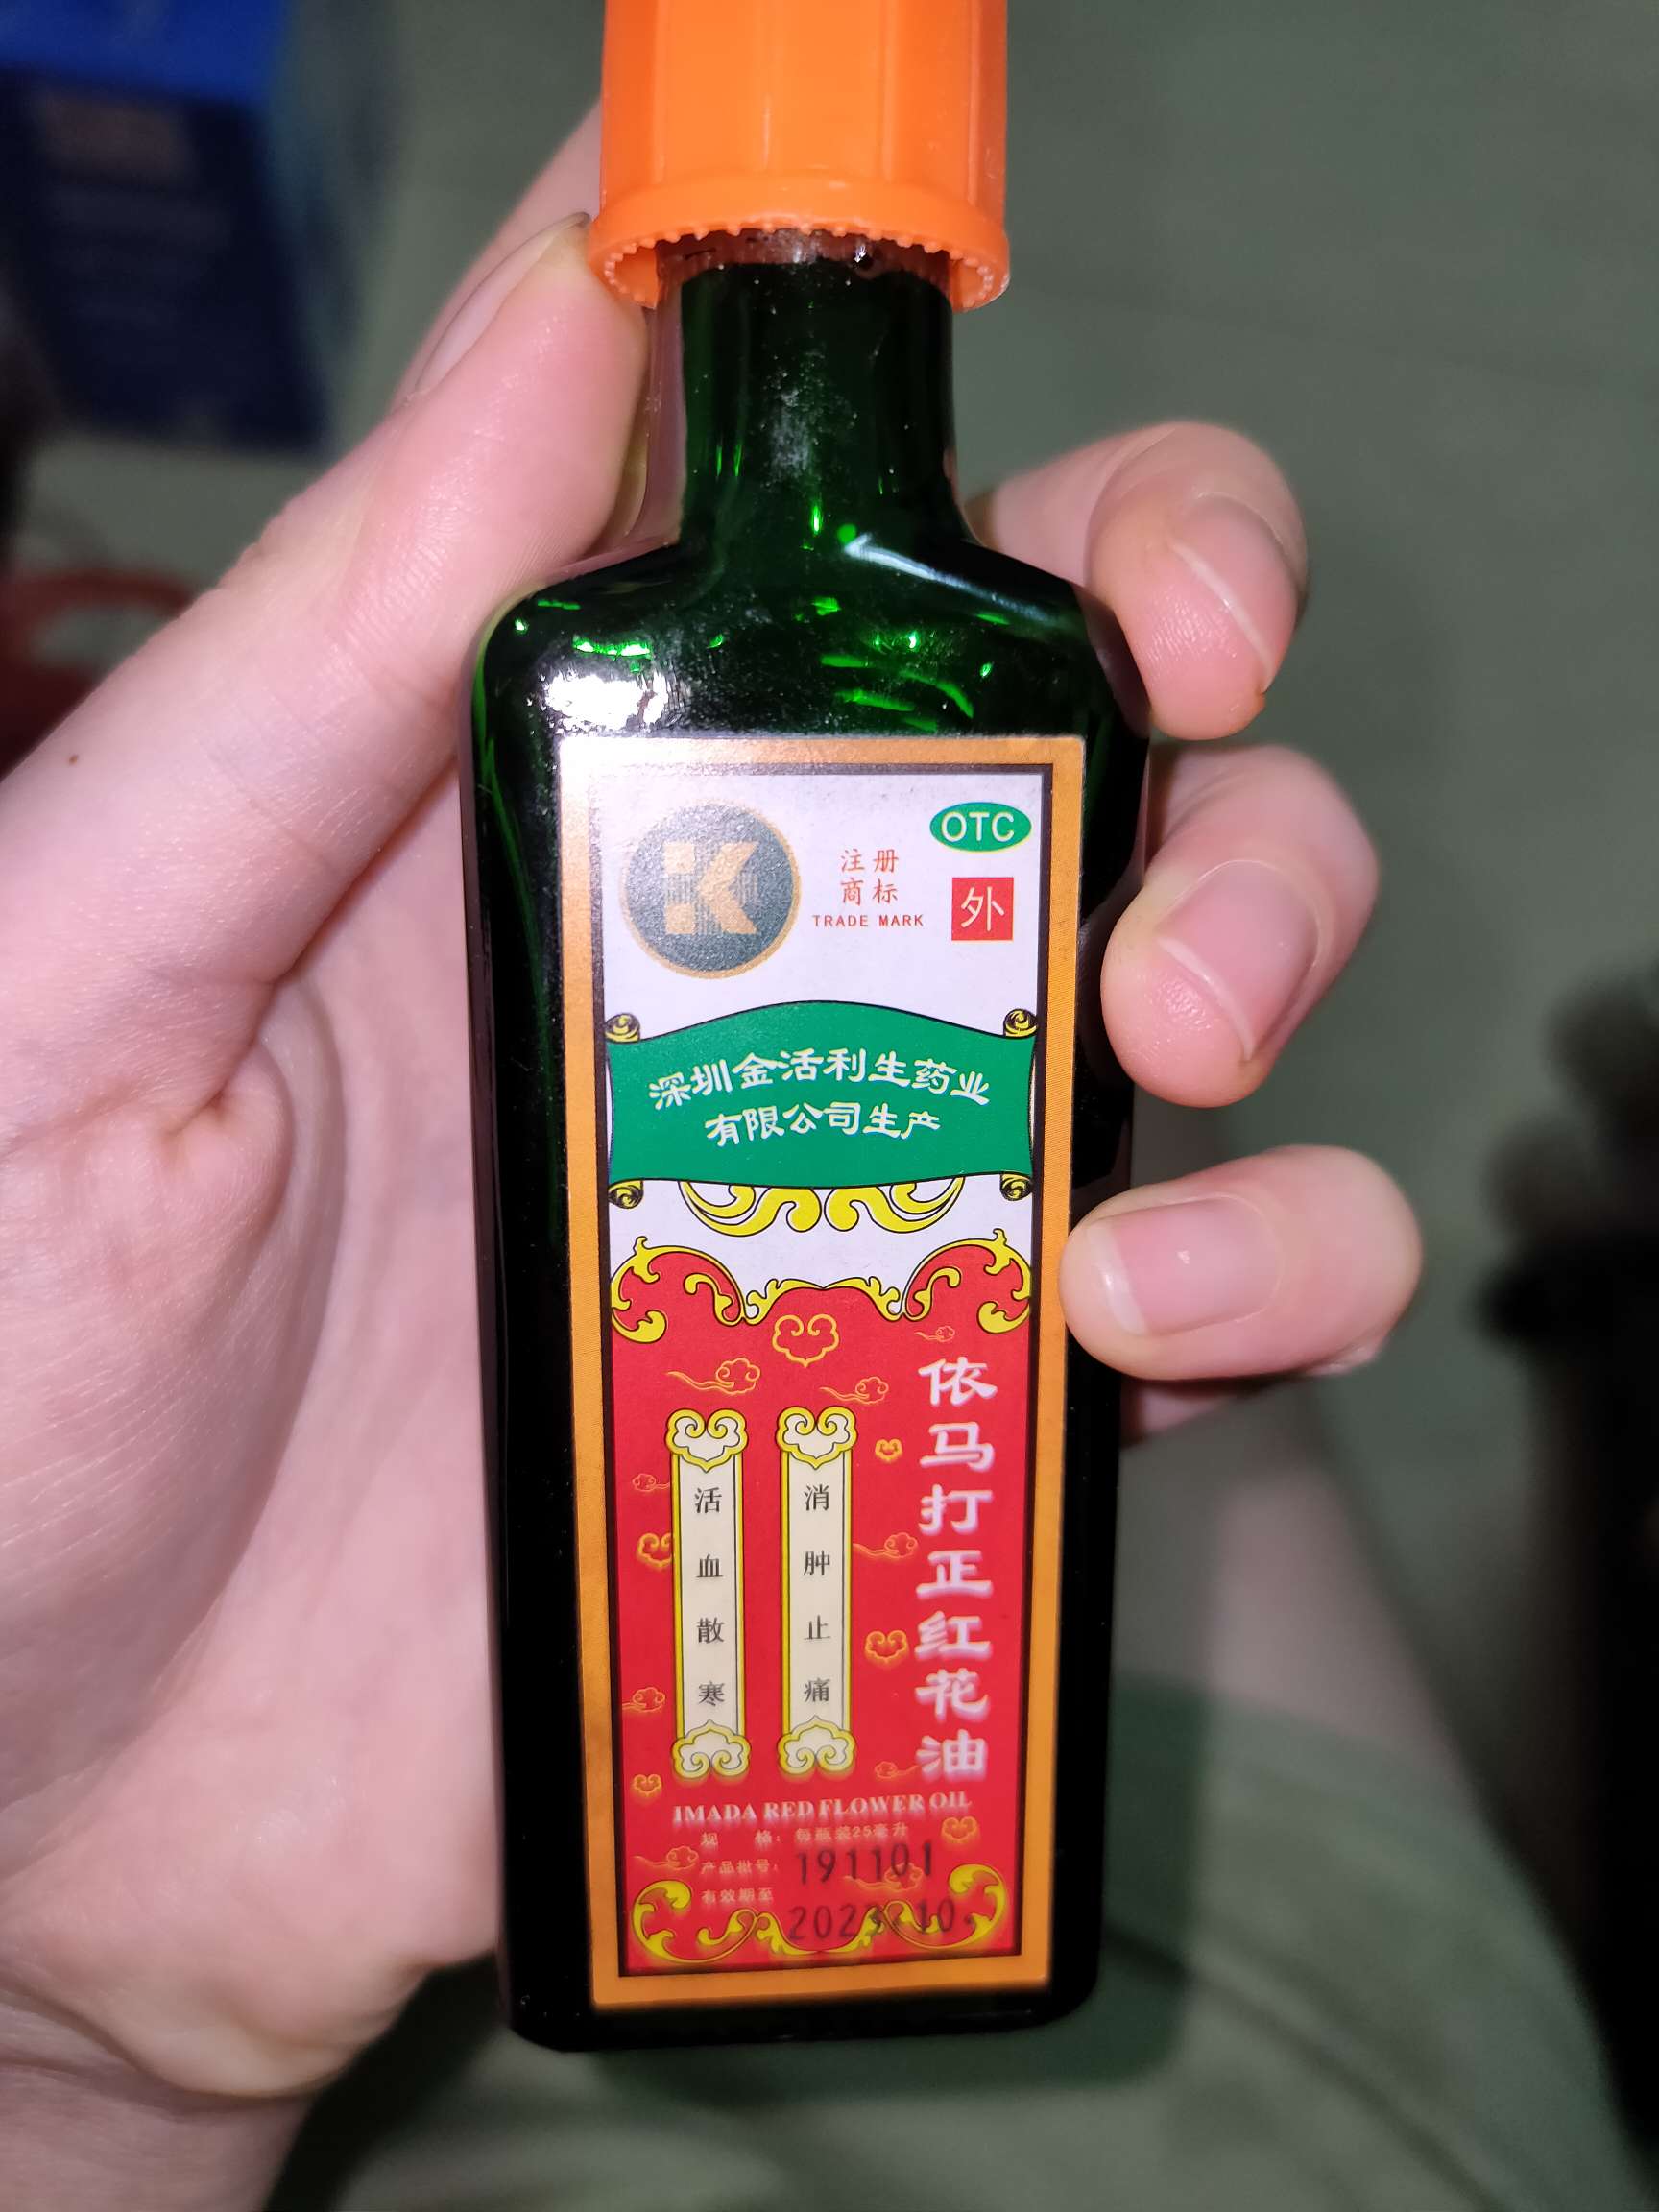 K
注册
商标
TRADE MARK
OTC
外
深圳金活利生药业
有限公司生产
依马打正红花油
消肿止痛
活血散寒
IMADA RED FLOWER OIL
规 格：每瓶装25毫升
产品批号：191101
有效期至 2023.10.